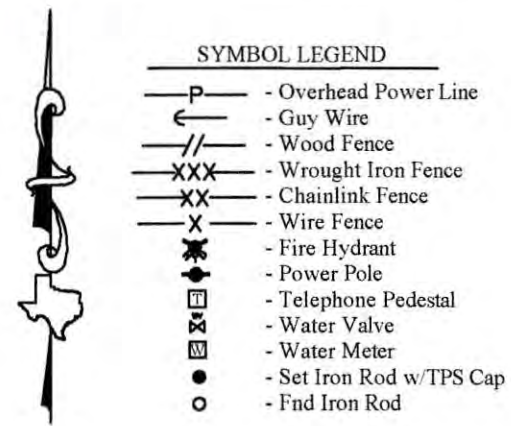 SYMBOL LEGEND
P - Overhead Power Line
- Guy Wire
// - Wood Fence
XXX - Wrought Iron Fence
XX - Chainlink Fence
X - Wire Fence
- Fire Hydrant
- Power Pole
T - Telephone Pedestal
W - Water Valve
W - Water Meter
- Set Iron Rod w/TPS Cap
- Fnd Iron Rod